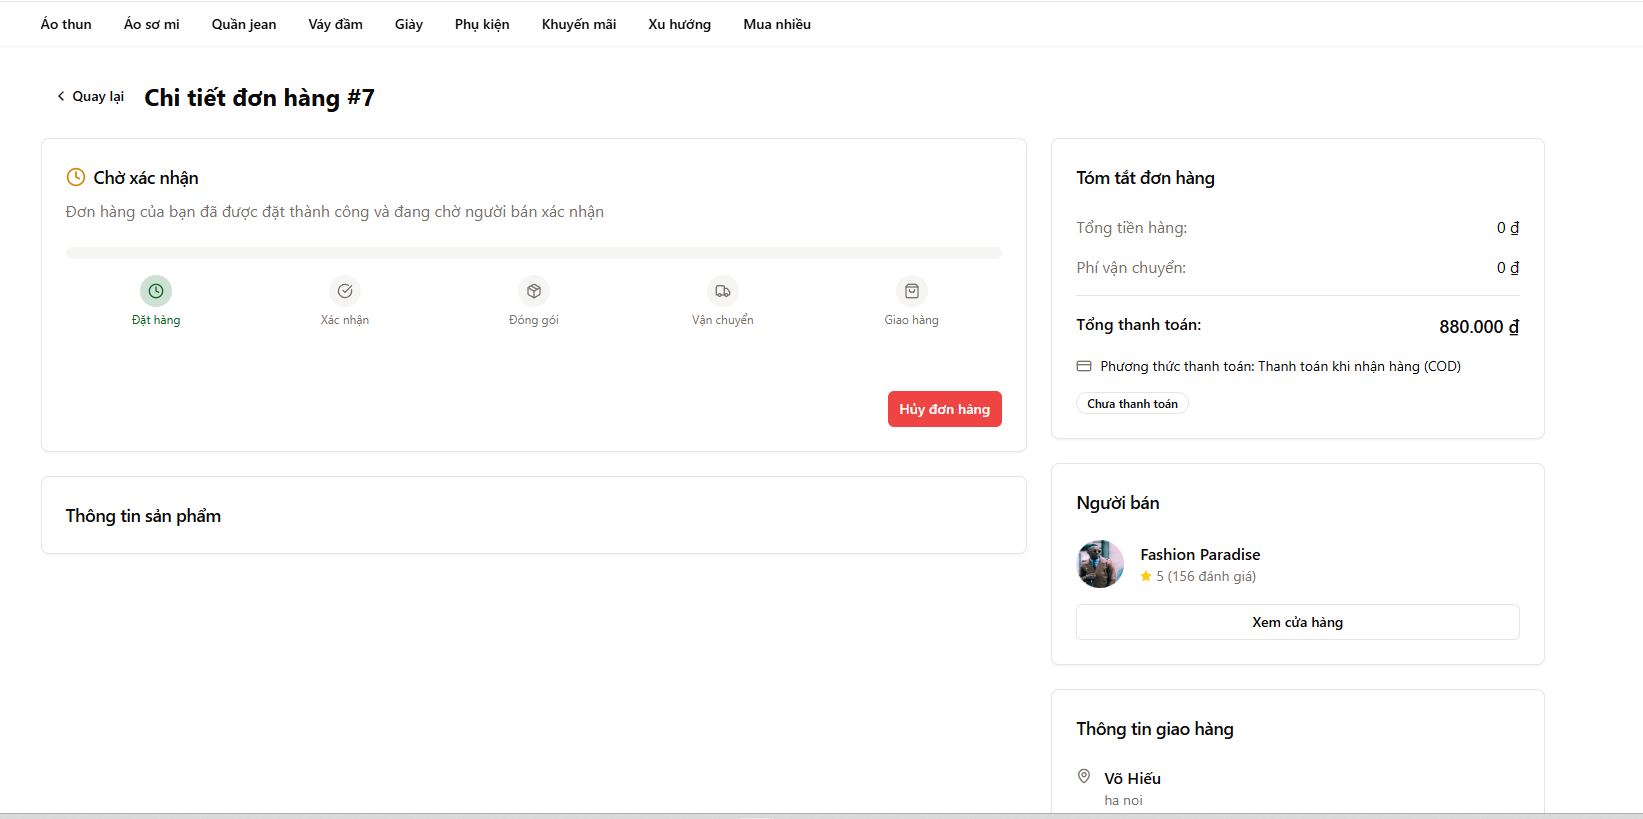 Áo thun Áo sơ mi Quần jean Váy đầm Giày Phụ kiện Khuyến mãi Xu hướng Mua nhiều
Quay lại Chi tiết đơn hàng #7
Chờ xác nhận
Đơn hàng của bạn đã được đặt thành công và đang chờ người bán xác nhận
Đặt hàng Xác nhận Đóng gói Vận chuyển Giao hàng
Hủy đơn hàng
Thông tin sản phẩm
Tóm tắt đơn hàng
Tổng tiền hàng: 0 ₫
Phí vận chuyển: 0 ₫
Tổng thanh toán: 880.000 ₫
Phương thức thanh toán: Thanh toán khi nhận hàng (COD)
Chưa thanh toán
Người bán
Fashion Paradise
5 (156 đánh giá)
Xem cửa hàng
Thông tin giao hàng
Võ Hiếu
ha noi